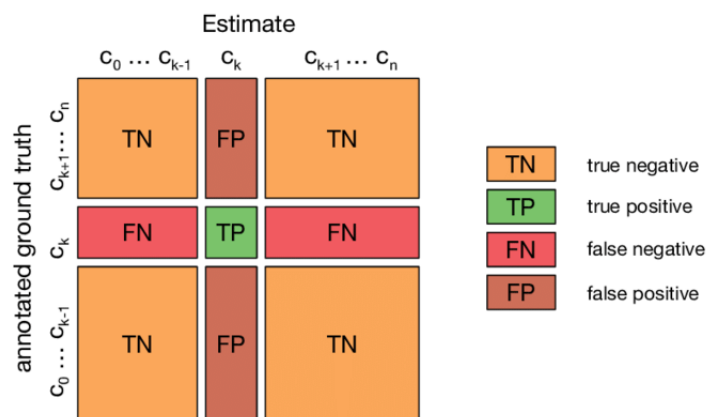 Estimate
c0 ... ck-1 ck ck+1 ... cn
annotated ground truth
ck+1... cn
TN FP TN
ck
FN TP FN
c0 ... ck-1
TN FP TN
TN true negative
TP true positive
FN false negative
FP false positive